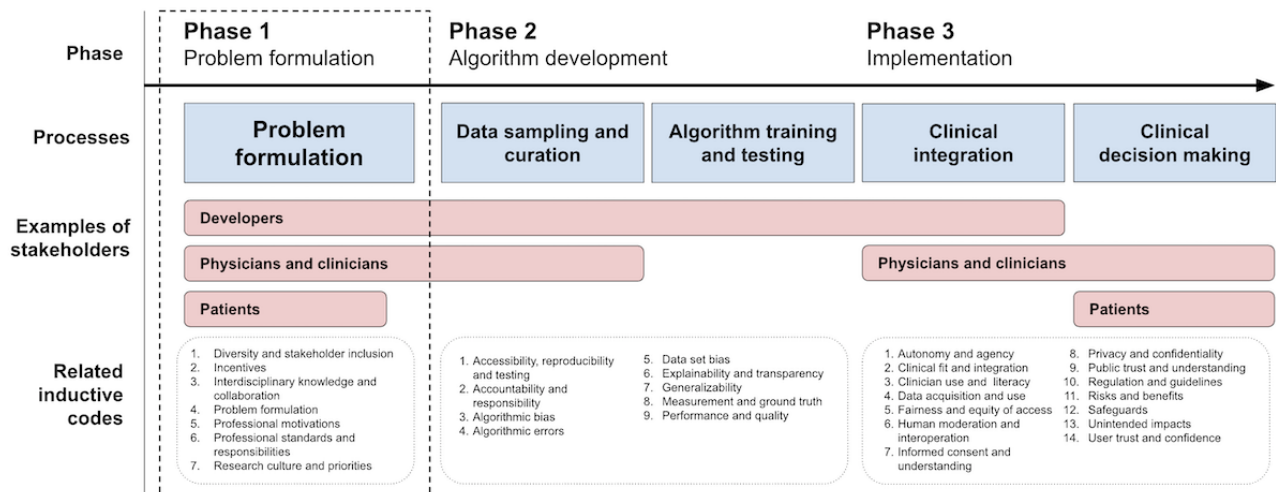 Phase
Phase 1
Problem formulation
Phase 2
Algorithm development
Phase 3
Implementation
Processes
Problem
formulation
Data sampling and
curation
Algorithm training
and testing
Clinical
integration
Clinical
decision making
Examples of
stakeholders
Developers
Physicians and clinicians
Physicians and clinicians
Patients
Patients
Related
inductive
codes
1. Diversity and stakeholder inclusion
2. Incentives
3. Interdisciplinary knowledge and
collaboration
4. Problem formulation
5. Professional motivations
6. Professional standards and
responsibilities
7. Research culture and priorities
1. Accessibility, reproducibility
and testing
2. Accountability and
responsibility
3. Algorithmic bias
4. Algorithmic errors
5. Data set bias
6. Explainability and transparency
7. Generalizability
8. Measurement and ground truth
9. Performance and quality
1. Autonomy and agency
2. Clinical fit and integration
3. Clinician use and literacy
4. Data acquisition and use
5. Fairness and equity of access
6. Human moderation and
interoperation
7. Informed consent and
understanding
8. Privacy and confidentiality
9. Public trust and understanding
10. Regulation and guidelines
11. Risks and benefits
12. Safeguards
13. Unintended impacts
14. User trust and confidence